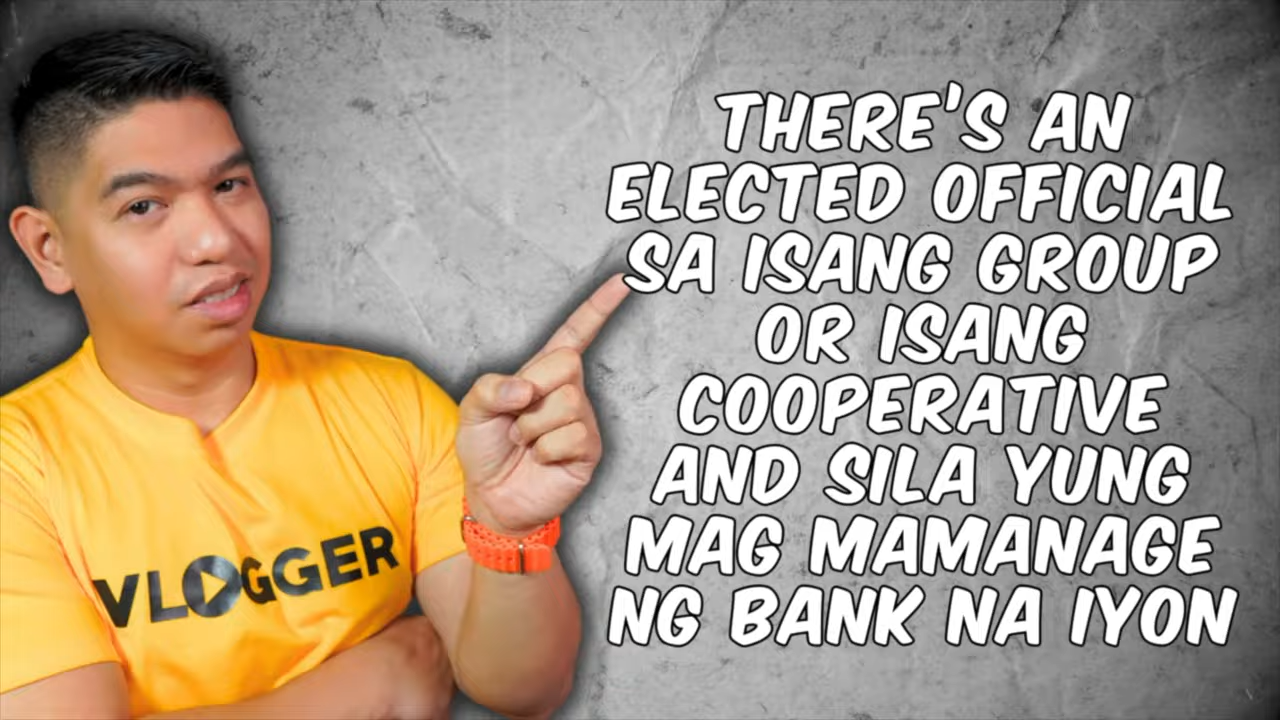 THERE'S AN
ELECTED OFFICIAL
SA ISANG GROUP
OR ISANG
COOPERATIVE
AND SILA YUNG
MAG MAMANAGE
NG BANK NA IYON
VLOGGER